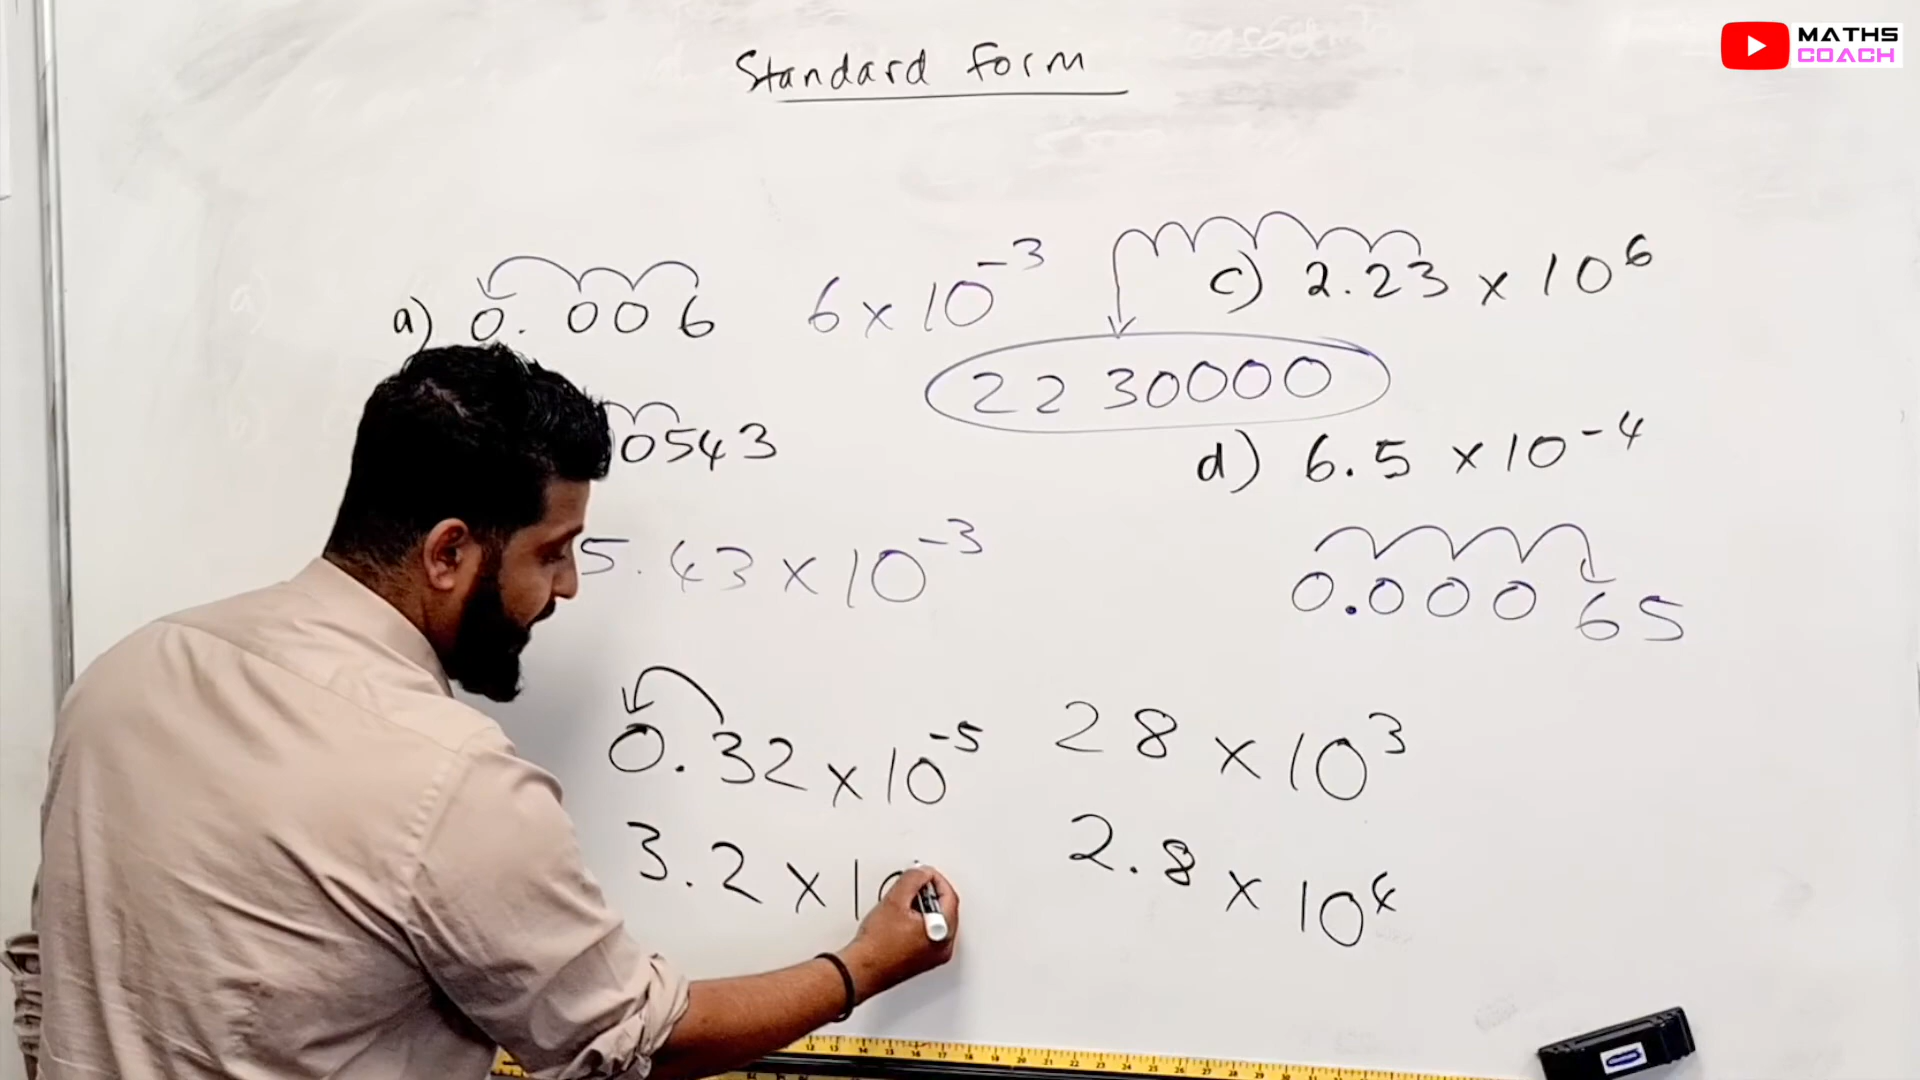 MATHS
COACH
Standard Form
a) 0.006 6 x 10⁻³
c) 2.23 x 10⁶
2230000
0543
d) 6.5 x 10⁻⁴
5.43 x 10⁻³
0.00065
0.32 x 10⁻⁵
28 x 10³
3.2 x 10
2.8 x 10⁴